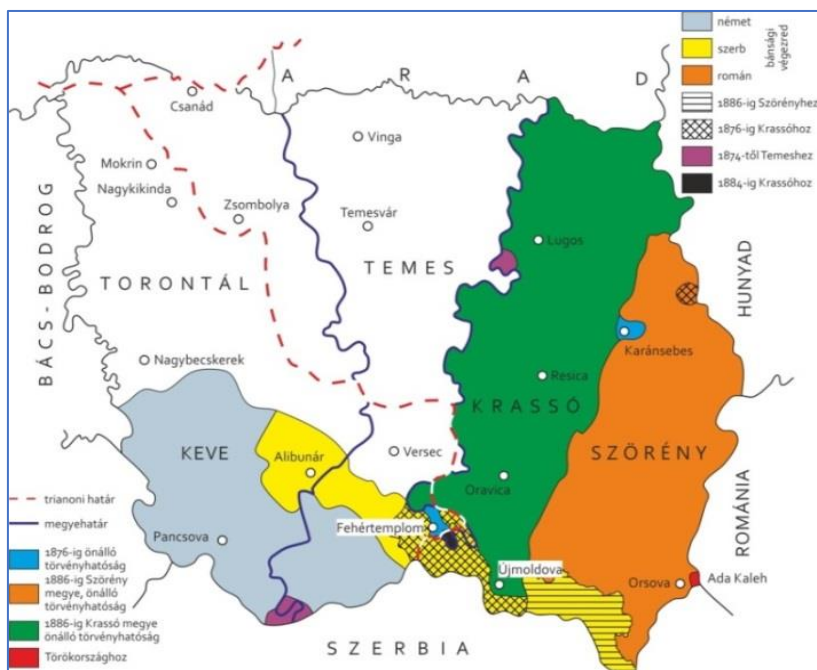 német
szerb
román
bánsági
végezred
1886-ig Szörényhez
1876-ig Krassóhoz
1874-től Temeshez
1884-ig Krassóhoz
A R A D
Csanád
Vinga
Mokrin
Nagykikinda
Zsombolya
Temesvár
Lugos
TEMES
BÁCS-BODROG
TORONTÁL
HUNYAD
Karánsebes
Nagybecskerek
Resica
KRASSÓ
KEVE
Alibunár
Versec
SZÖRÉNY
Oravica
ROMÁNIA
trianoni határ
megyehatár
Fehértemplom
Pancsova
1876-ig önálló
törvényhatóság
1886-ig Szörény
megye, önálló
törvényhatóság
1886-ig Krassó megye
önálló törvényhatóság
Törökországhoz
Újmoldova
Orsova
Ada Kaleh
SZERBIA